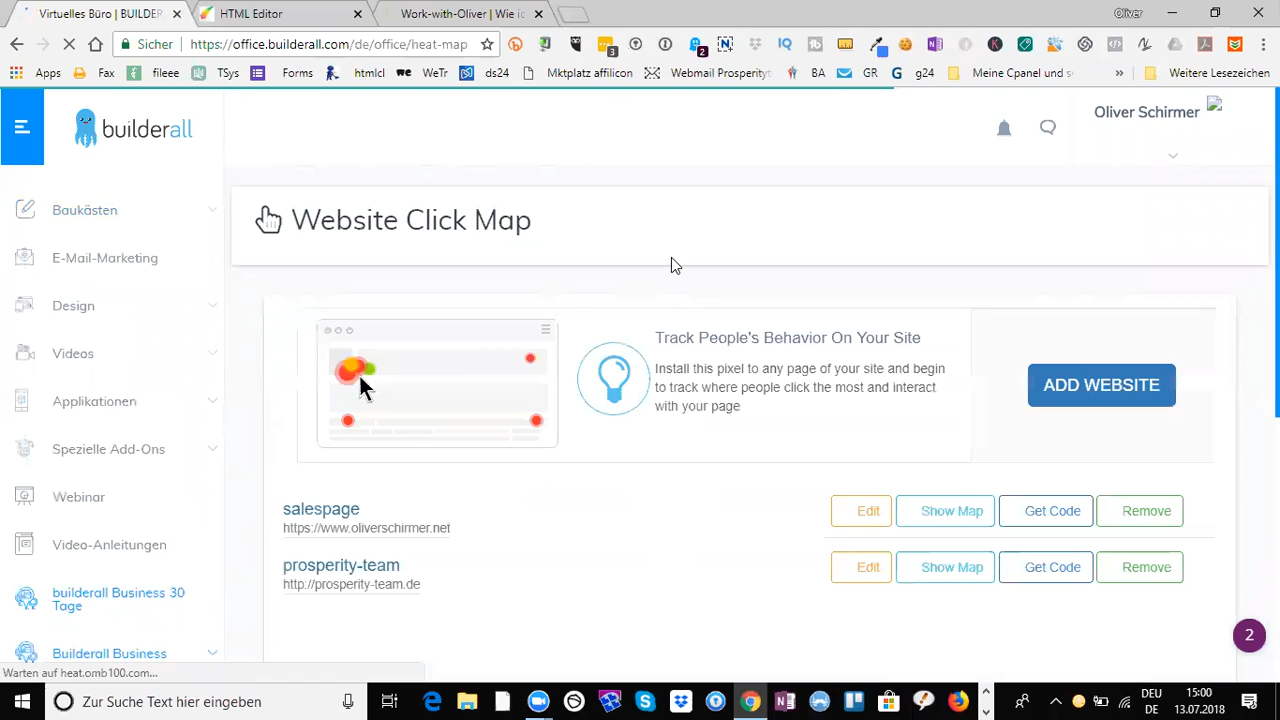 Virtuelles Büro | BUILDER
HTML Editor
Work-with-Oliver | Wie ic
Oliver
Sicher
https://office.builderall.com/de/office/heat-map
3
2
Apps
Fax
fileee
TSys
Forms
htmlcl
WeTr
ds24
Mktplatz affilicon
Webmail Prosperity
BA
GR
g24
Meine Cpanel und su
»
Weitere Lesezeichen
builderall
Oliver Schirmer
Website Click Map
Baukästen
E-Mail-Marketing
Design
Videos
Applikationen
Spezielle Add-Ons
Webinar
Video-Anleitungen
builderall Business 30
Tage
Builderall Business
Track People's Behavior On Your Site
Install this pixel to any page of your site and begin
to track where people click the most and interact
with your page
ADD WEBSITE
salespage
https://www.oliverschirmer.net
Edit
Show Map
Get Code
Remove
prosperity-team
http://prosperity-team.de
Edit
Show Map
Get Code
Remove
2
Warten auf heat.omb100.com...
Zur Suche Text hier eingeben
DEU
DE
15:00
13.07.2018